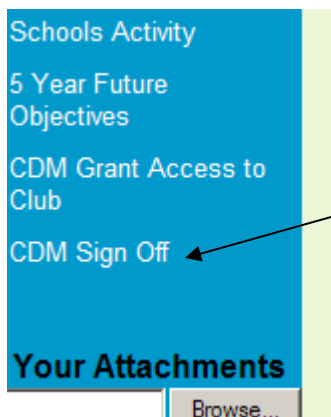 Schools Activity
5 Year Future
Objectives
CDM Grant Access to
Club
CDM Sign Off
Your Attachments
Browse...